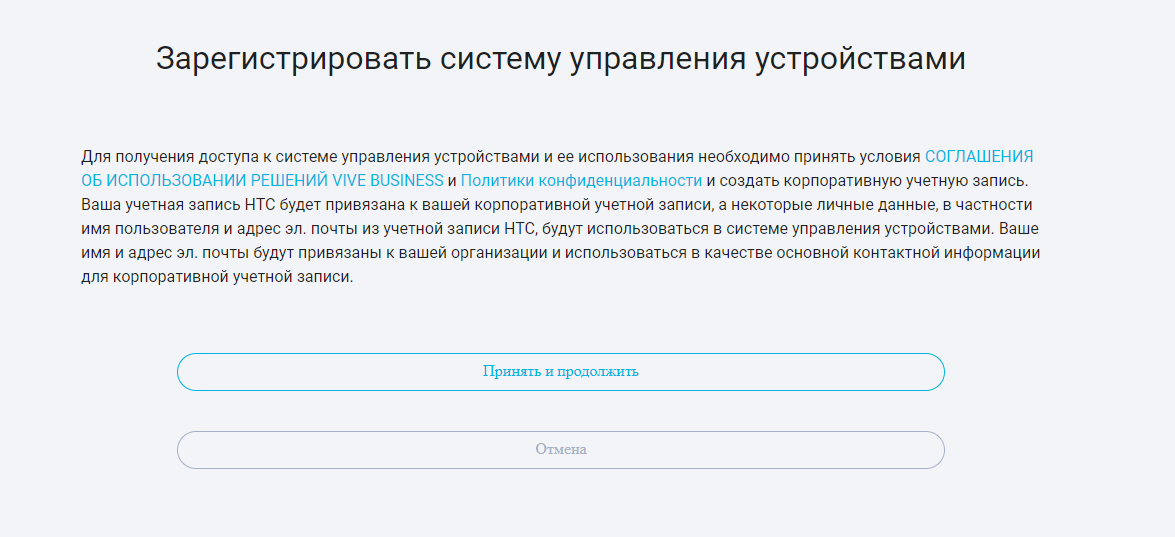 Зарегистрировать систему управления устройствами
Для получения доступа к системе управления устройствами и ее использования необходимо принять условия СОГЛАШЕНИЯ
ОБ ИСПОЛЬЗОВАНИИ РЕШЕНИЙ VIVE BUSINESS и Политики конфиденциальности и создать корпоративную учетную запись.
Ваша учетная запись HTC будет привязана к вашей корпоративной учетной записи, а некоторые личные данные, в частности
имя пользователя и адрес эл. почты из учетной записи HTC, будут использоваться в системе управления устройствами. Ваше
имя и адрес эл. почты будут привязаны к вашей организации и использоваться в качестве основной контактной информации
для корпоративной учетной записи.
Принять и продолжить
Отмена